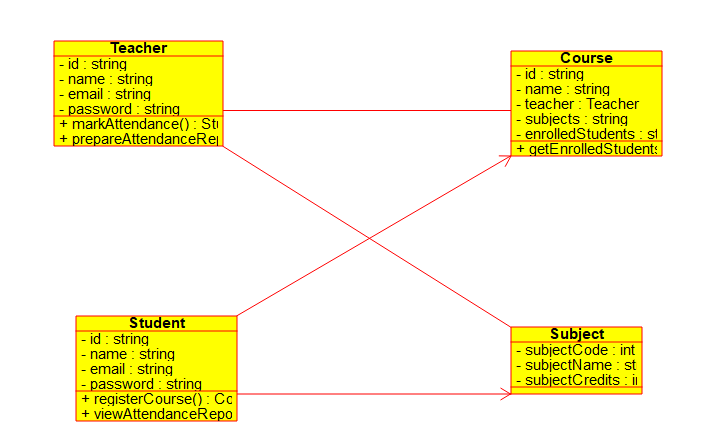 Teacher
- id : string
- name : string
- email : string
- password : string
+ markAttendance() : Stu
+ prepareAttendanceRep
Course
- id : string
- name : string
- teacher : Teacher
- subjects : string
- enrolledStudents : st
+ getEnrolledStudents
Student
- id : string
- name : string
- email : string
- password : string
+ registerCourse() : Co
+ viewAttendanceRepo
Subject
- subjectCode : int
- subjectName : st
- subjectCredits : i